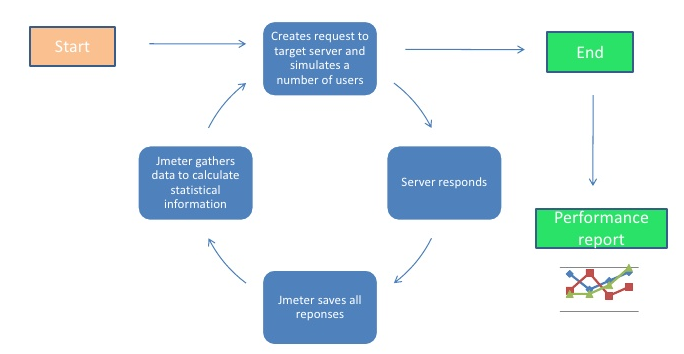 Start
Creates request to
target server and
simulates a
number of users
End
Jmeter gathers
data to calculate
statistical
information
Server responds
Performance
report
Jmeter saves all
reponses